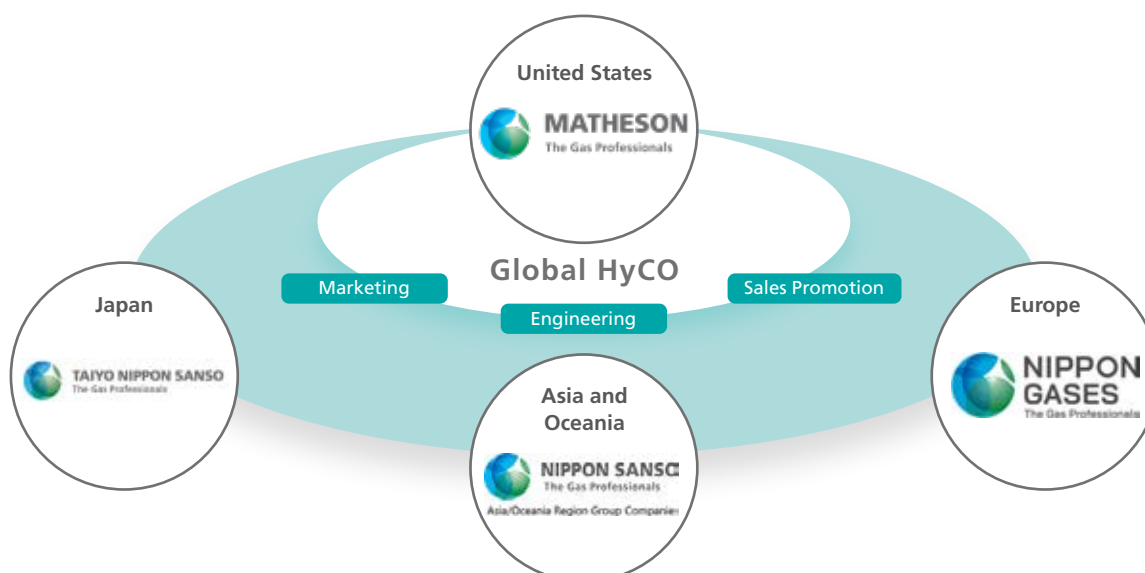 United States
MATHESON
The Gas Professionals
Global HyCO
Marketing
Sales Promotion
Engineering
Japan
TAIYO NIPPON SANSO
The Gas Professionals
Europe
NIPPON
GASES
The Gas Professionals
Asia and
Oceania
NIPPON SANSO
The Gas Professionals
Asia/Oceania Region Group Companies